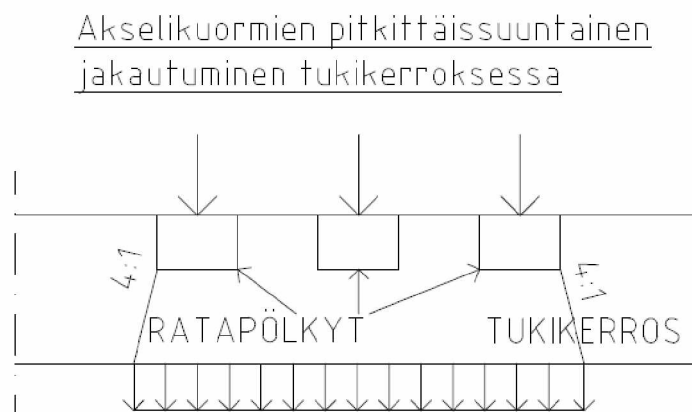 Akselikuormien pitkittäissuuntainen
jakautuminen tukikerroksessa
4:1
4:1
RATAPÖLKYT
TUKIKERROS